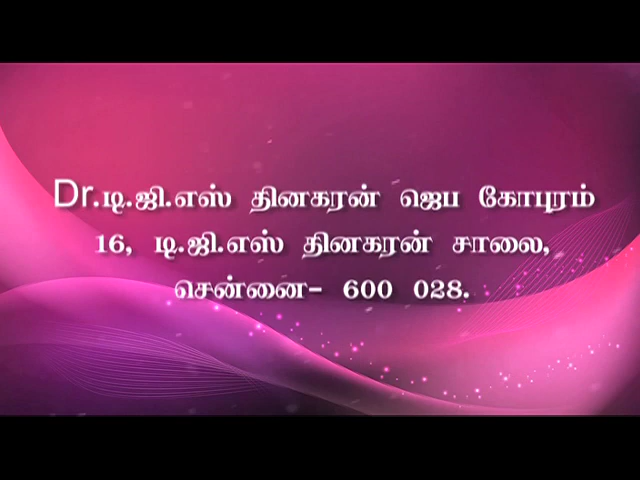 Dr.டி.ஜி.எஸ் தினகரன் ஜெப கோபுரம்
16, டி.ஜி.எஸ் தினகரன் சாலை,
சென்னை- 600 028.